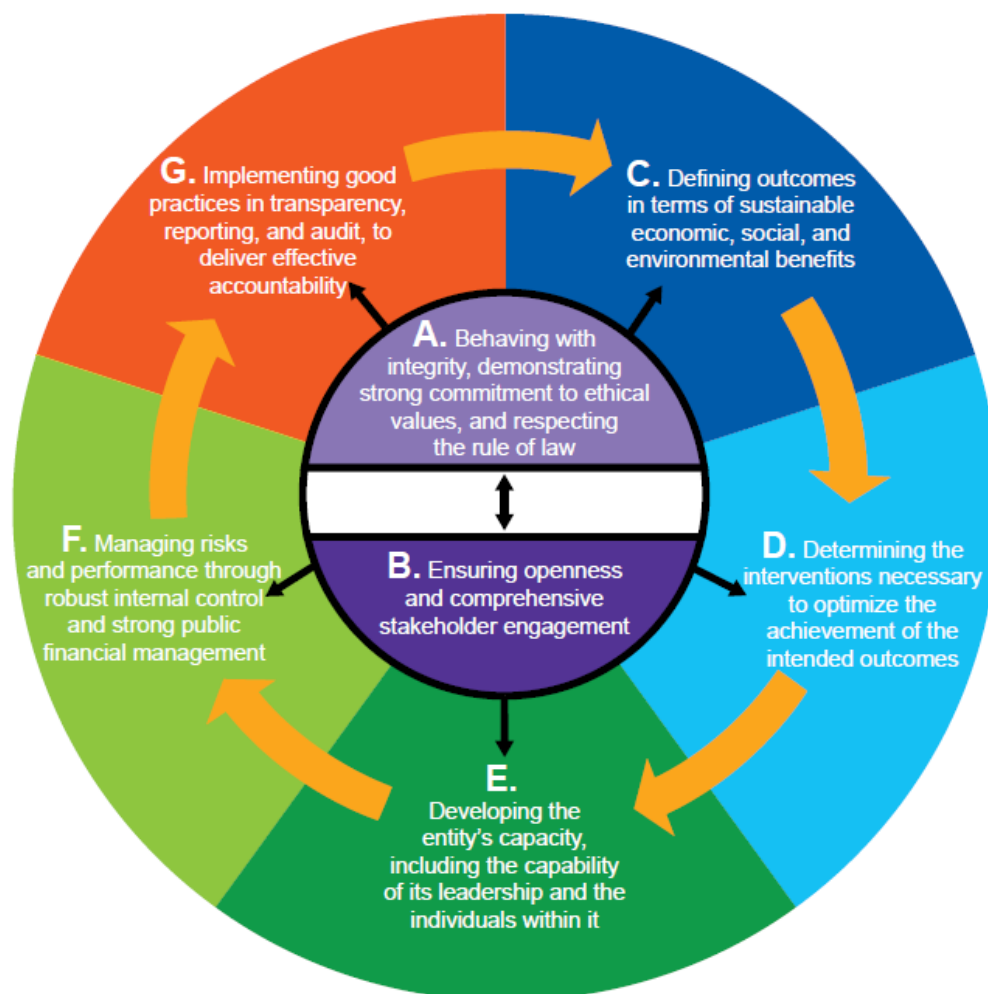 A. Behaving with
integrity, demonstrating
strong commitment to ethical
values, and respecting
the rule of law
B. Ensuring openness
and comprehensive
stakeholder engagement
C. Defining outcomes
in terms of sustainable
economic, social, and
environmental benefits
D. Determining the
interventions necessary
to optimize the
achievement of the
intended outcomes
E.
Developing the
entity's capacity,
including the capability
of its leadership and the
individuals within it
F. Managing risks
and performance through
robust internal control
and strong public
financial management
G. Implementing good
practices in transparency,
reporting, and audit, to
deliver effective
accountability